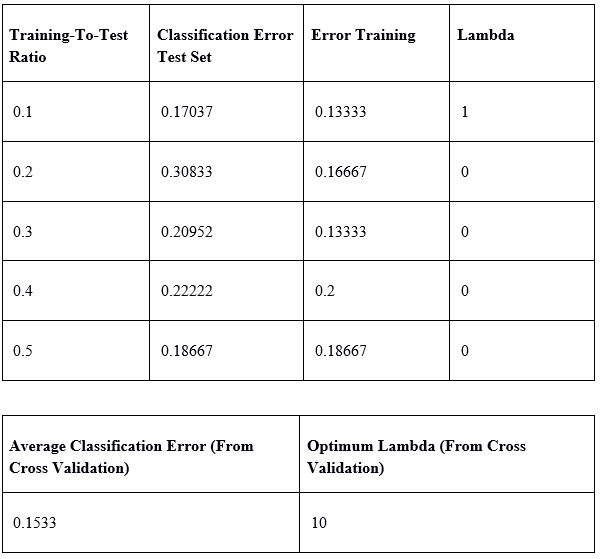 Training-To-Test Ratio Classification Error Test Set Error Training Lambda
0.1 0.17037 0.13333 1
0.2 0.30833 0.16667 0
0.3 0.20952 0.13333 0
0.4 0.22222 0.2 0
0.5 0.18667 0.18667 0
Average Classification Error (From Cross Validation) Optimum Lambda (From Cross Validation)
0.1533 10